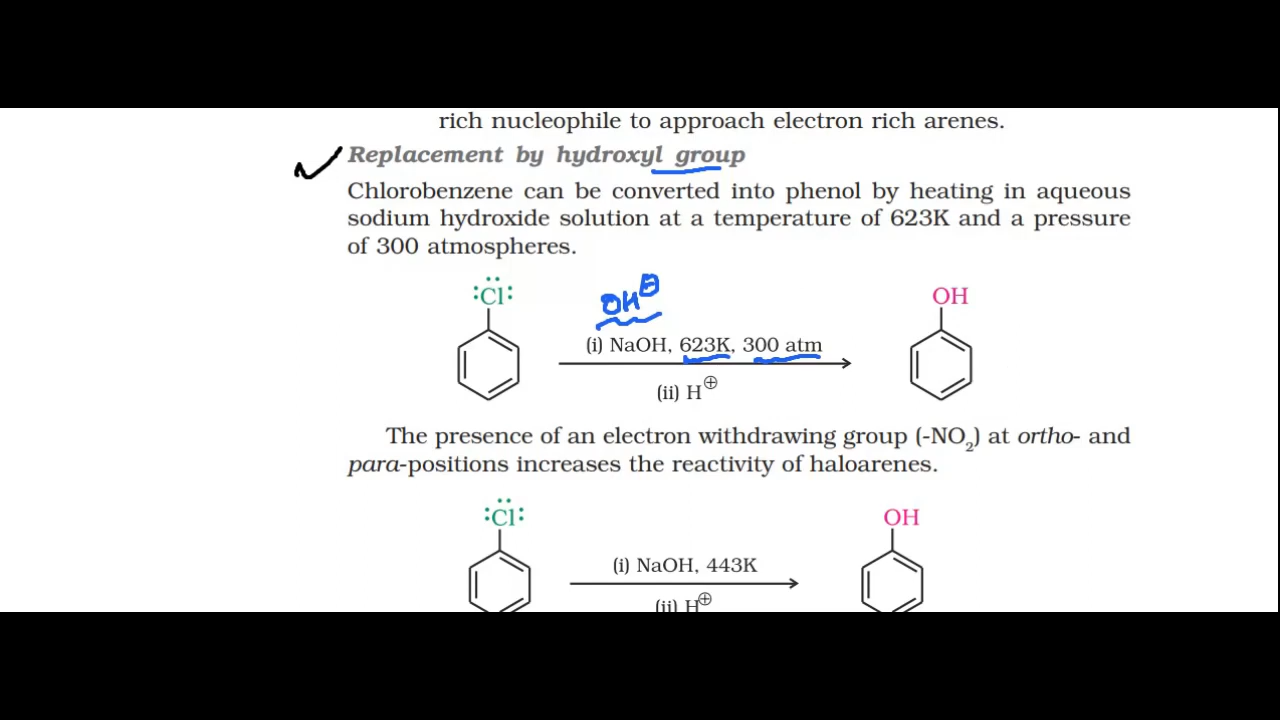 rich nucleophile to approach electron rich arenes.
Replacement by hydroxyl group
Chlorobenzene can be converted into phenol by heating in aqueous
sodium hydroxide solution at a temperature of 623K and a pressure
of 300 atmospheres.
:Cl:
OH⊖
OH
(i) NaOH, 623K, 300 atm
(ii) H⊕
The presence of an electron withdrawing group (-NO₂) at ortho- and
para-positions increases the reactivity of haloarenes.
:Cl:
OH
(i) NaOH, 443K
(ii) H⊕